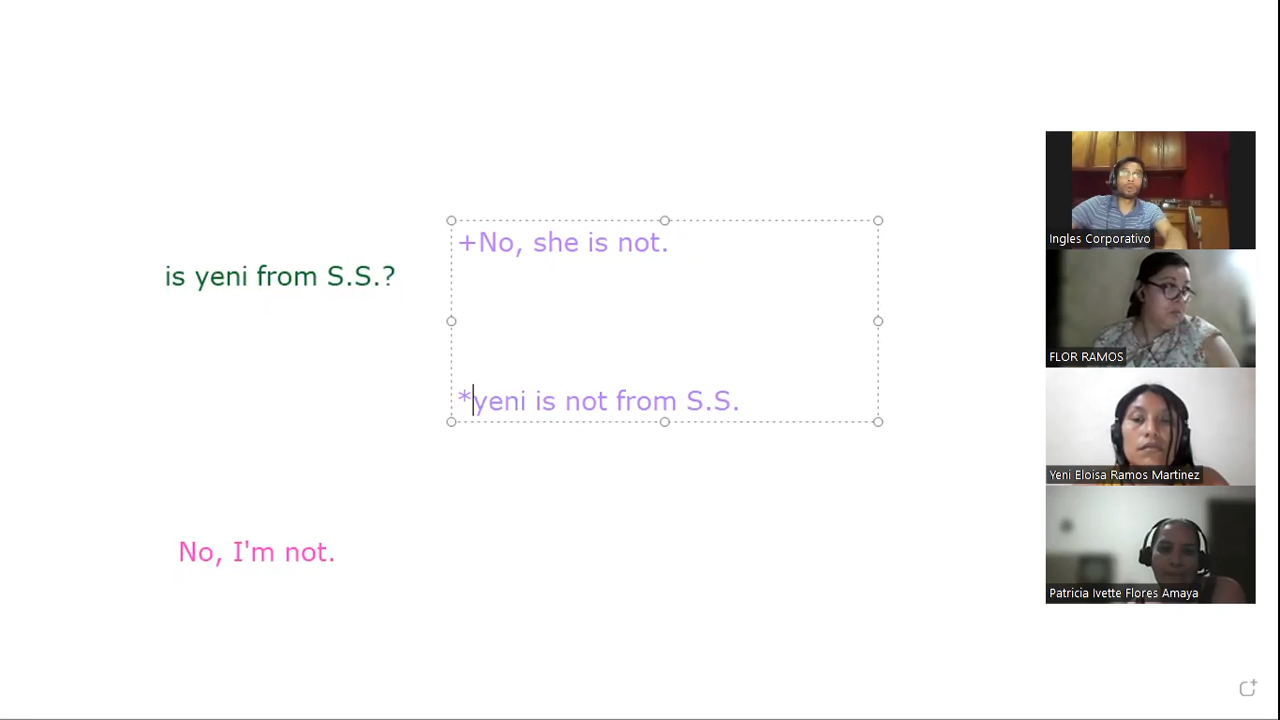 +No, she is not.
is yeni from S.S.?
*yeni is not from S.S.
No, I'm not.
Ingles Corporativo
FLOR RAMOS
Yeni Eloisa Ramos Martinez
Patricia Ivette Flores Amaya